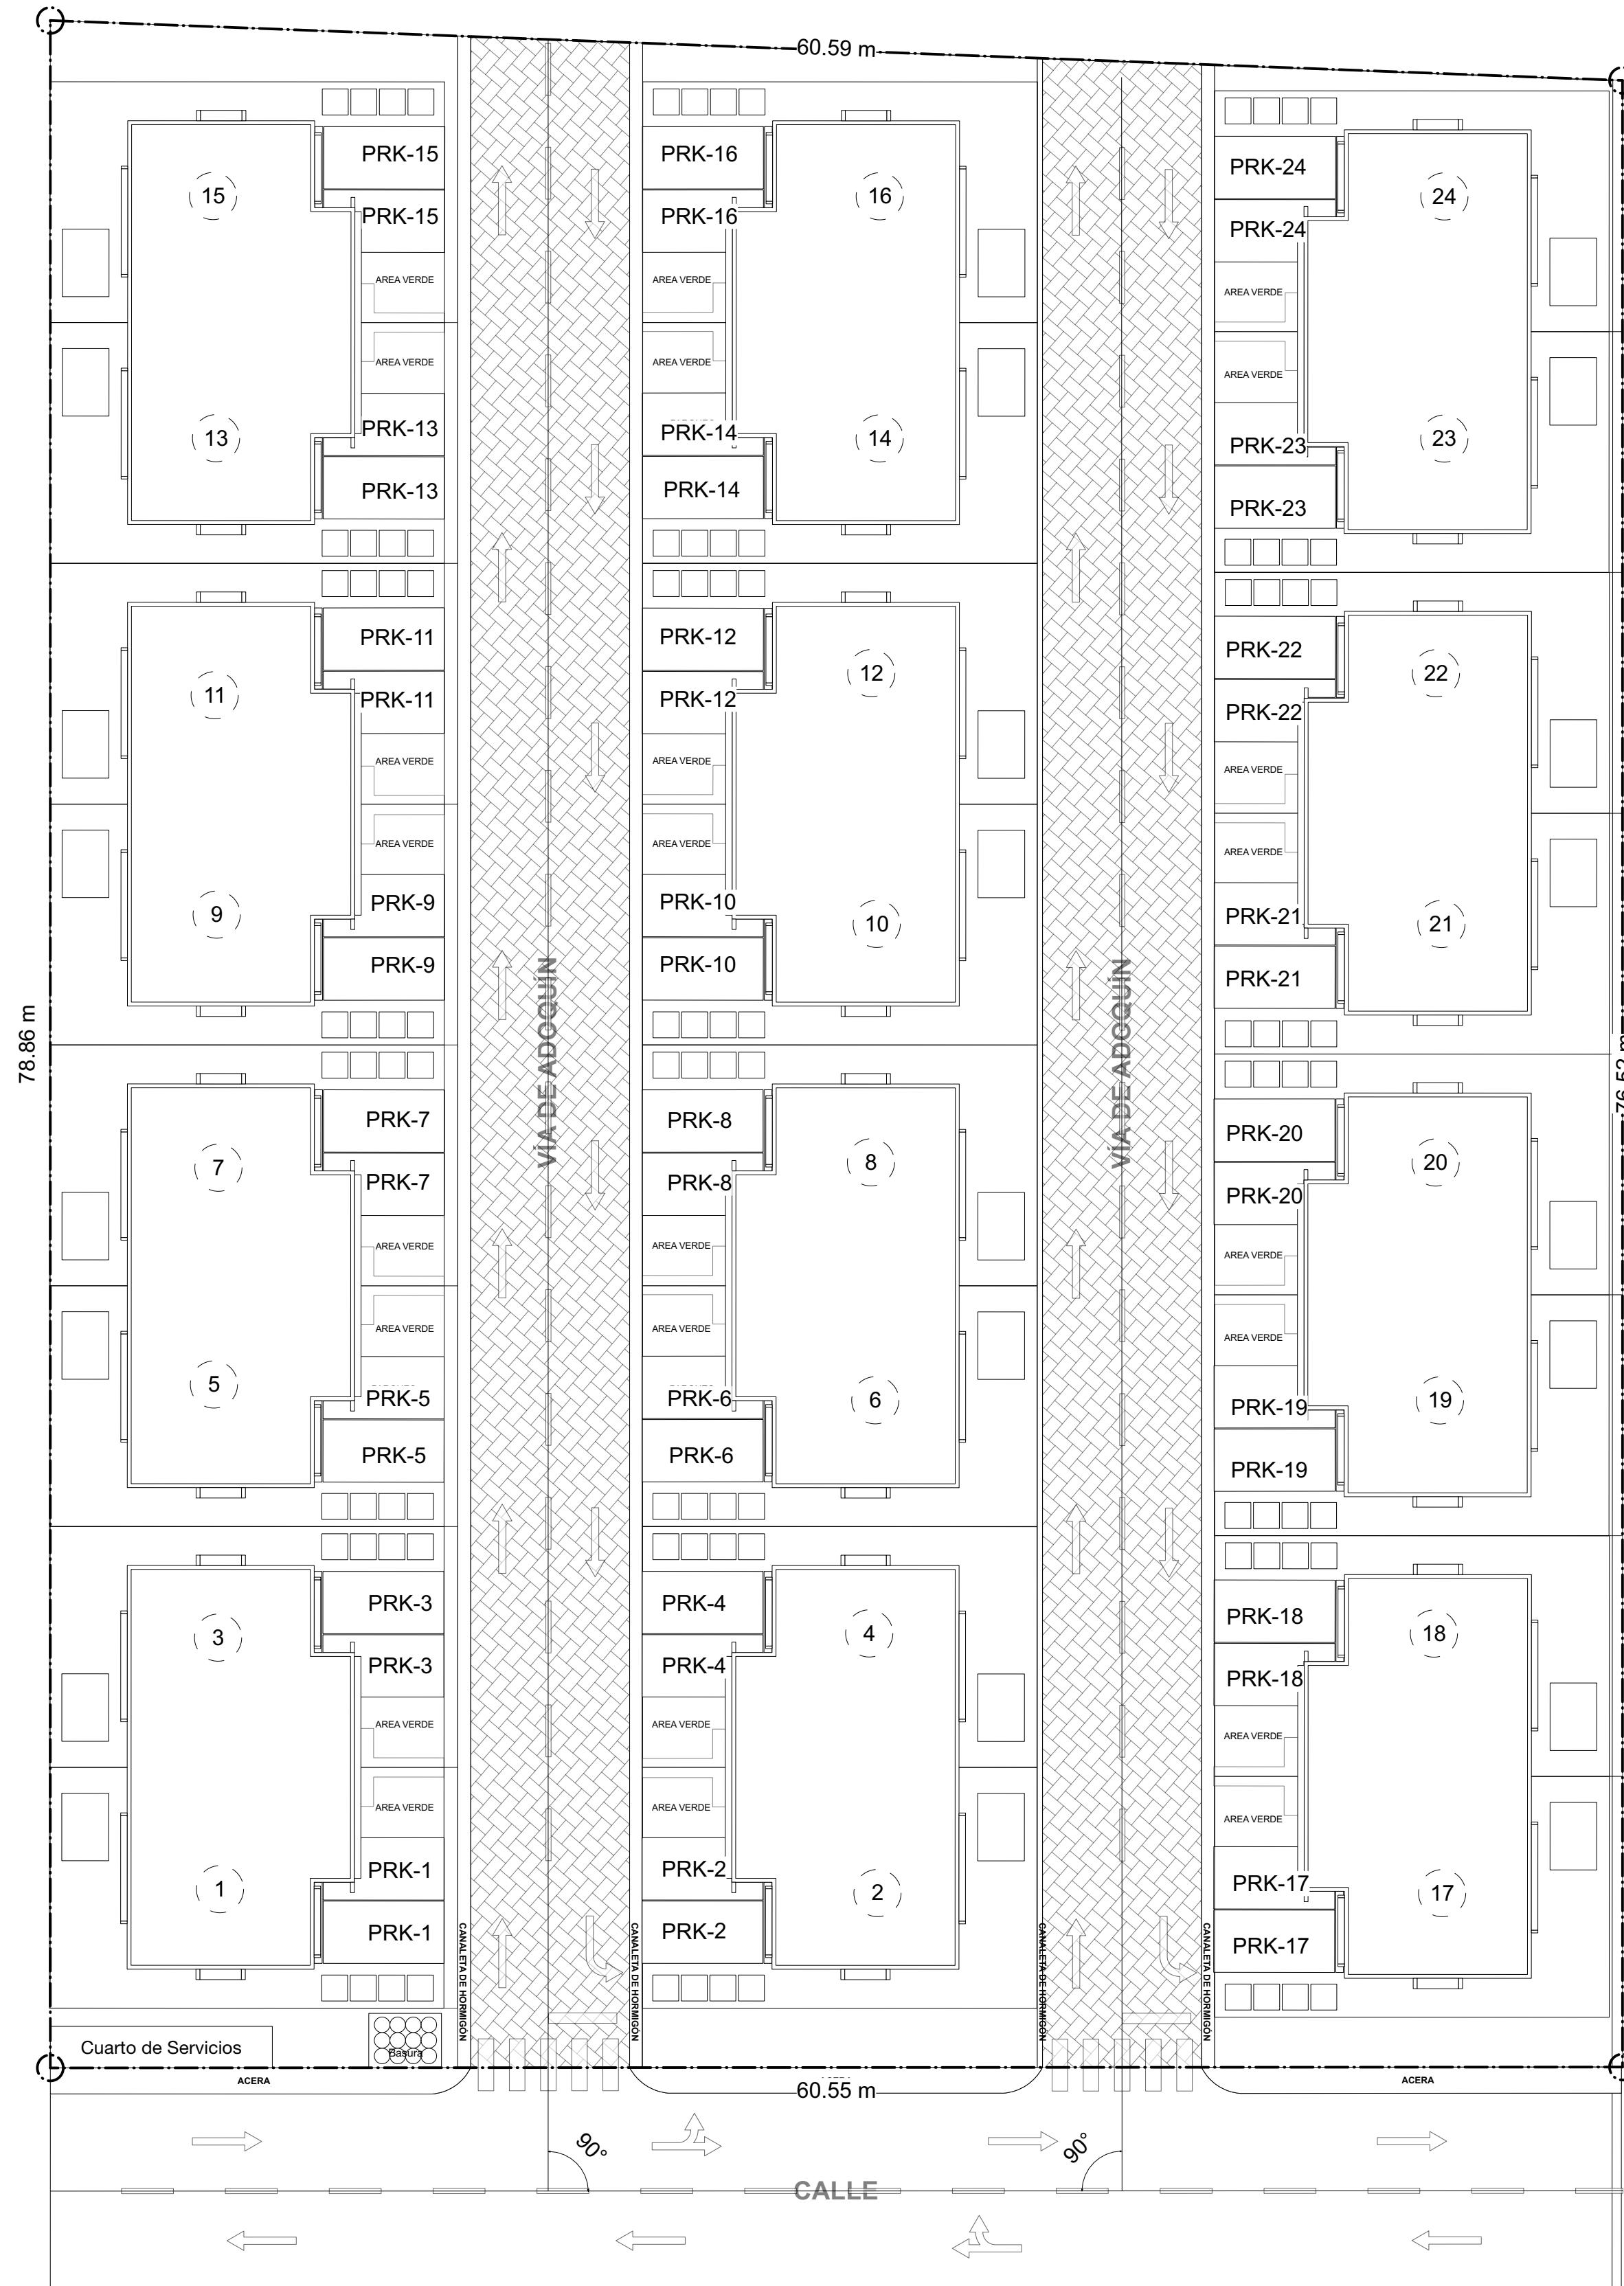 60.59 m
PRK-15
PRK-16
PRK-24
15
16
24
PRK-15
PRK-16
PRK-24
AREA VERDE
AREA VERDE
AREA VERDE
AREA VERDE
AREA VERDE
AREA VERDE
PRK-13
PRK-14
PRK-23
13
14
23
PRK-13
PRK-14
PRK-23
PRK-11
PRK-12
PRK-22
11
12
22
PRK-11
PRK-12
PRK-22
AREA VERDE
AREA VERDE
AREA VERDE
AREA VERDE
AREA VERDE
AREA VERDE
PRK-9
PRK-10
PRK-21
9
10
21
PRK-9
PRK-10
PRK-21
78.86 m
VÍA DE ADOQUÍN
VÍA DE ADOQUÍN
76.52 m
PRK-7
PRK-8
PRK-20
7
8
20
PRK-7
PRK-8
PRK-20
AREA VERDE
AREA VERDE
AREA VERDE
AREA VERDE
AREA VERDE
AREA VERDE
5
6
19
PRK-5
PRK-6
PRK-19
PRK-5
PRK-6
PRK-19
PRK-3
PRK-4
PRK-18
3
4
18
PRK-3
PRK-4
PRK-18
AREA VERDE
AREA VERDE
AREA VERDE
AREA VERDE
AREA VERDE
AREA VERDE
PRK-1
PRK-2
PRK-17
1
2
17
PRK-1
PRK-2
PRK-17
CANALETA DE HORMIGÓN
CANALETA DE HORMIGÓN
CANALETA DE HORMIGÓN
CANALETA DE HORMIGÓN
Cuarto de Servicios
Basura
ACERA
60.55 m
ACERA
90°
90°
CALLE